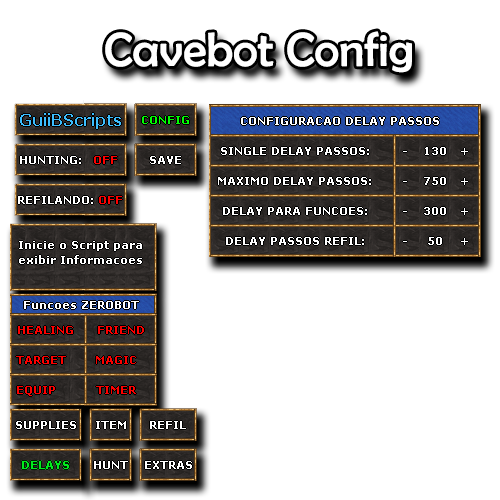 Cavebot Config
GuiiBScripts CONFIG
HUNTING: OFF SAVE
REFILANDO: OFF
Inicie o Script para
exibir Informacoes
Funcoes ZEROBOT
HEALING FRIEND
TARGET MAGIC
EQUIP TIMER
SUPPLIES ITEM REFIL
DELAYS HUNT EXTRAS
CONFIGURACAO DELAY PASSOS
SINGLE DELAY PASSOS: - 130 +
MAXIMO DELAY PASSOS: - 750 +
DELAY PARA FUNCOES: - 300 +
DELAY PASSOS REFIL: - 50 +